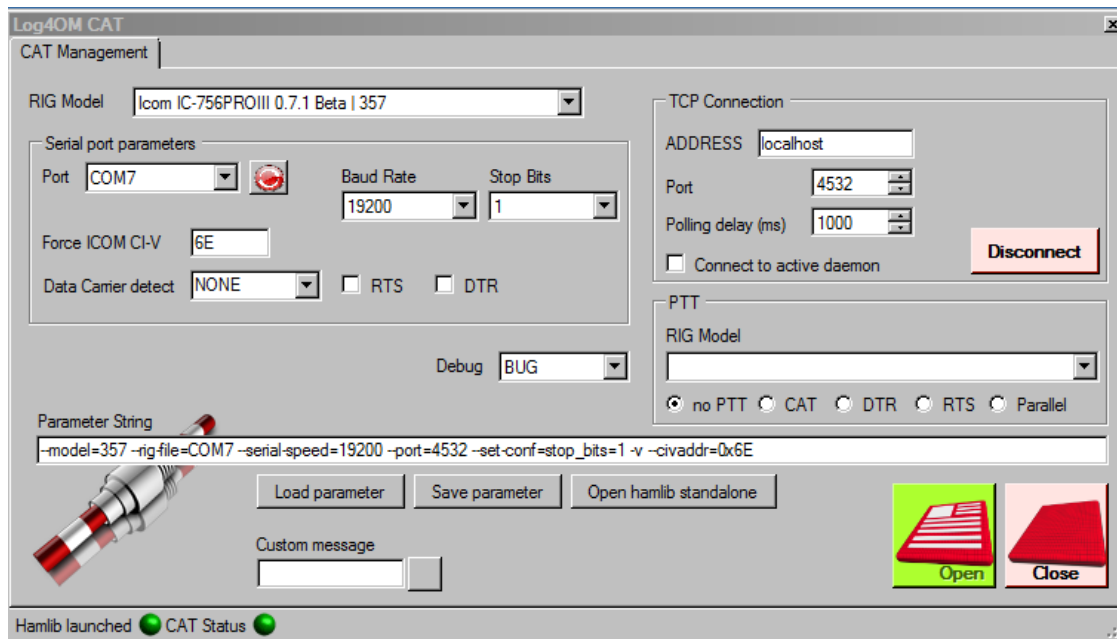 Log4OM CAT
CAT Management
RIG Model Icom IC-756PROIII 0.7.1 Beta | 357
Serial port parameters
Port COM7
Baud Rate
19200
Stop Bits
1
Force ICOM CI-V 6E
Data Carrier detect NONE RTS DTR
Debug BUG
TCP Connection
ADDRESS localhost
Port 4532
Polling delay (ms) 1000
Connect to active daemon
Disconnect
PTT
RIG Model
no PTT CAT DTR RTS Parallel
Parameter String
--model=357 --rig-file=COM7 --serial-speed=19200 --port=4532 --set-conf=stop_bits=1 -v --civaddr=0x6E
Load parameter Save parameter Open hamlib standalone
Custom message
Open Close
Hamlib launched CAT Status